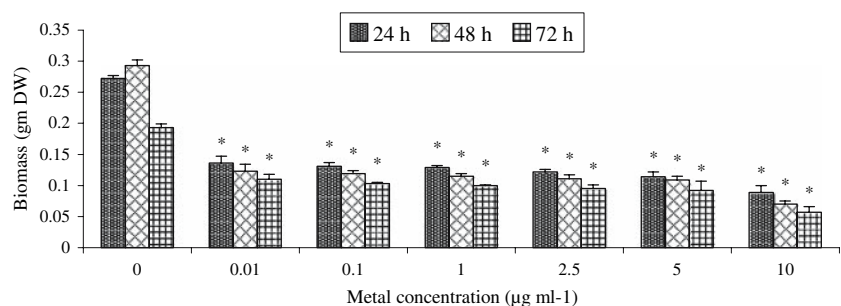 24 h 48 h 72 h
Biomass (gm DW)
0.35
0.3
0.25
0.2
0.15
0.1
0.05
0
* * * * * * * * * * * * * * * * * *
0 0.01 0.1 1 2.5 5 10
Metal concentration (µg ml-1)